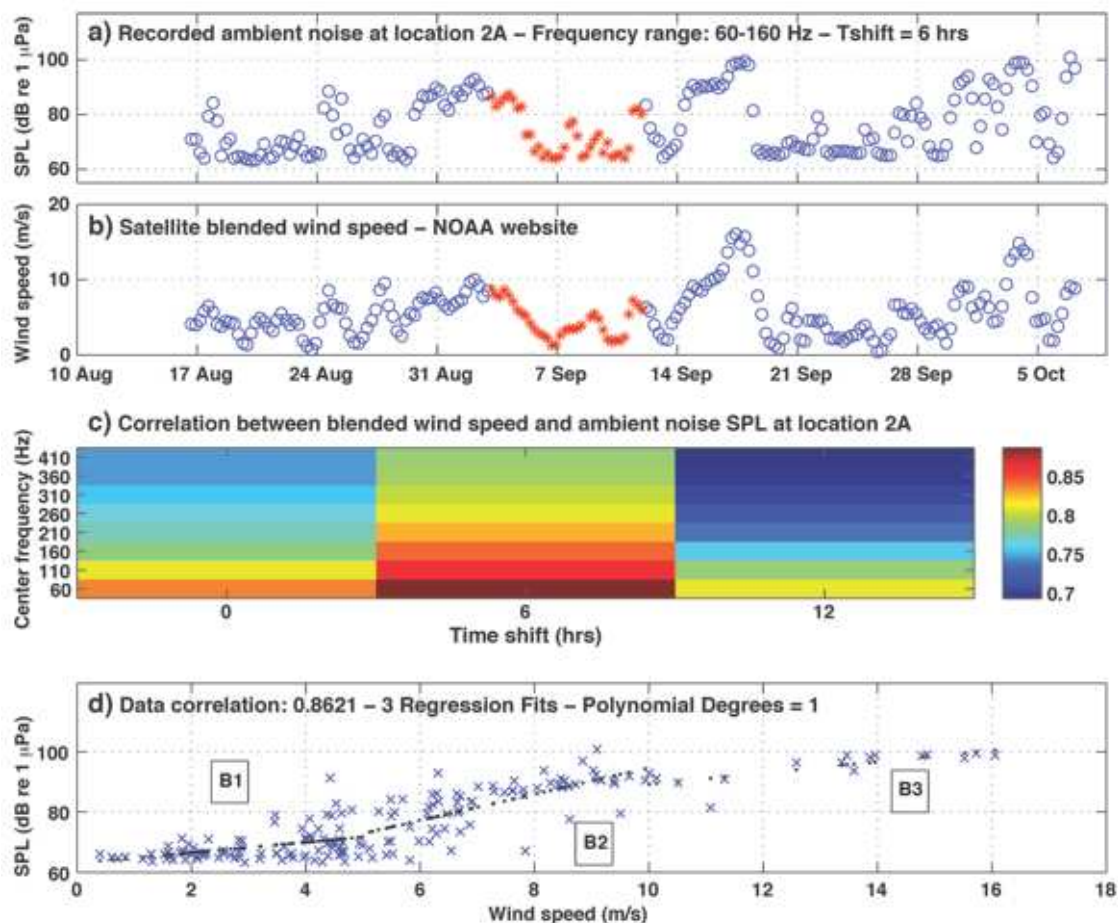 a) Recorded ambient noise at location 2A – Frequency range: 60-160 Hz – Tshift = 6 hrs
SPL (dB re 1 μPa)
100
80
60
b) Satellite blended wind speed – NOAA website
Wind speed (m/s)
20
10
0
10 Aug 17 Aug 24 Aug 31 Aug 7 Sep 14 Sep 21 Sep 28 Sep 5 Oct
c) Correlation between blended wind speed and ambient noise SPL at location 2A
Center frequency (Hz)
410
360
310
260
210
160
110
60
0 6 12
Time shift (hrs)
0.85
0.8
0.75
0.7
d) Data correlation: 0.8621 – 3 Regression Fits – Polynomial Degrees = 1
SPL (dB re 1 μPa)
100
80
60
B1
B2
B3
0 2 4 6 8 10 12 14 16 18
Wind speed (m/s)